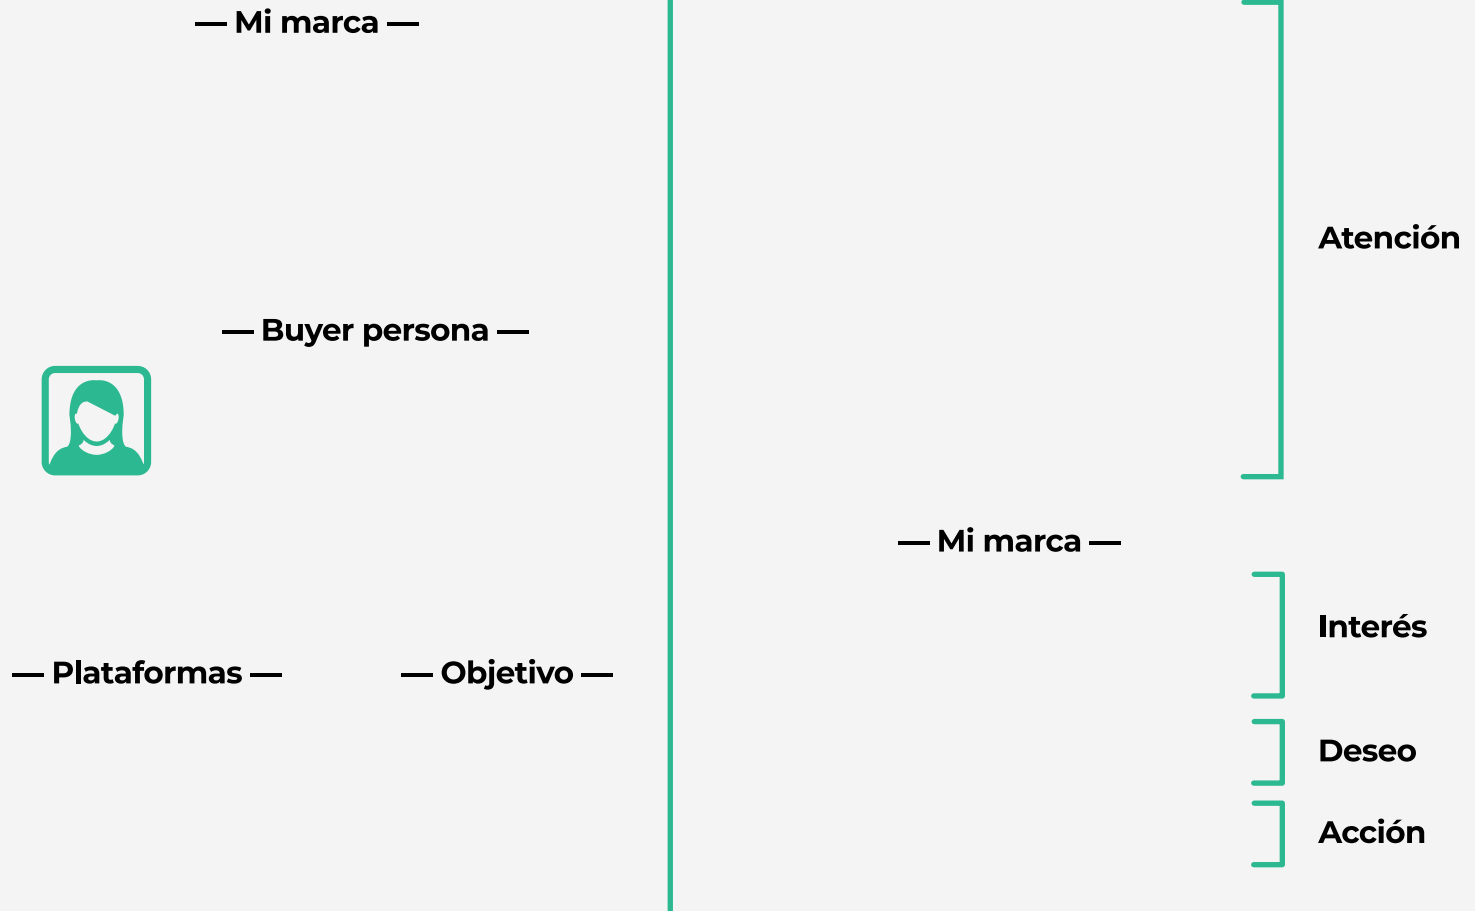 — Mi marca —
— Buyer persona —
— Plataformas —
— Objetivo —
Atención
— Mi marca —
Interés
Deseo
Acción